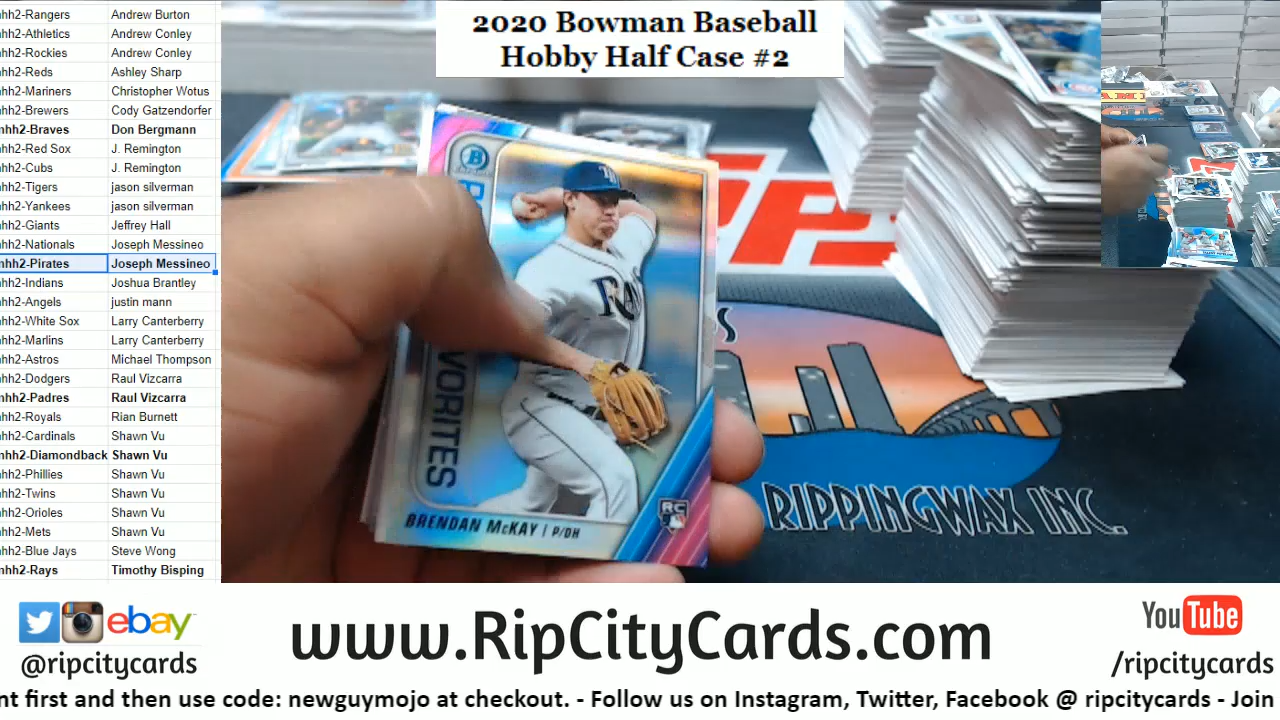 hh2-Rangers Andrew Burton
hh2-Athletics Andrew Conley
hh2-Rockies Andrew Conley
hh2-Reds Ashley Sharp
hh2-Mariners Christopher Wotus
hh2-Brewers Cody Gatzendorfer
nhh2-Braves Don Bergmann
hh2-Red Sox J. Remington
hh2-Cubs J. Remington
hh2-Tigers jason silverman
hh2-Yankees jason silverman
hh2-Giants Jeffrey Hall
hh2-Nationals Joseph Messineo
nhh2-Pirates Joseph Messineo
hh2-Indians Joshua Brantley
hh2-Angels justin mann
hh2-White Sox Larry Canterberry
hh2-Marlins Larry Canterberry
hh2-Astros Michael Thompson
hh2-Dodgers Raul Vizcarra
nhh2-Padres Raul Vizcarra
hh2-Royals Rian Burnett
hh2-Cardinals Shawn Vu
nhh2-Diamondback Shawn Vu
hh2-Phillies Shawn Vu
hh2-Twins Shawn Vu
hh2-Orioles Shawn Vu
hh2-Mets Shawn Vu
hh2-Blue Jays Steve Wong
nhh2-Rays Timothy Bisping
2020 Bowman Baseball
Hobby Half Case #2
B
VORITES
BRENDAN McKAY | P/DH
RC
RIPPINGWAX INC.
ebay
@ripcitycards
www.RipCityCards.com
YouTube
/ripcitycards
nt first and then use code: newguymojo at checkout. - Follow us on Instagram, Twitter, Facebook @ ripcitycards - Join